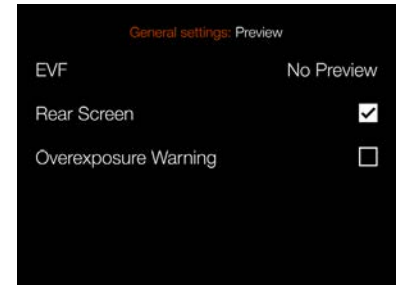 General settings: Preview
EVF No Preview
Rear Screen
Overexposure Warning